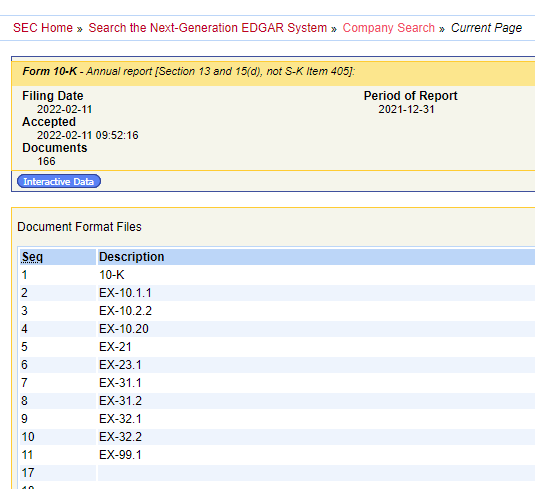 SEC Home » Search the Next-Generation EDGAR System » Company Search » Current Page
Form 10-K - Annual report [Section 13 and 15(d), not S-K Item 405]:
Filing Date Period of Report
2022-02-11 2021-12-31
Accepted
2022-02-11 09:52:16
Documents
166
Interactive Data
Document Format Files
Seq Description
1 10-K
2 EX-10.1.1
3 EX-10.2.2
4 EX-10.20
5 EX-21
6 EX-23.1
7 EX-31.1
8 EX-31.2
9 EX-32.1
10 EX-32.2
11 EX-99.1
17